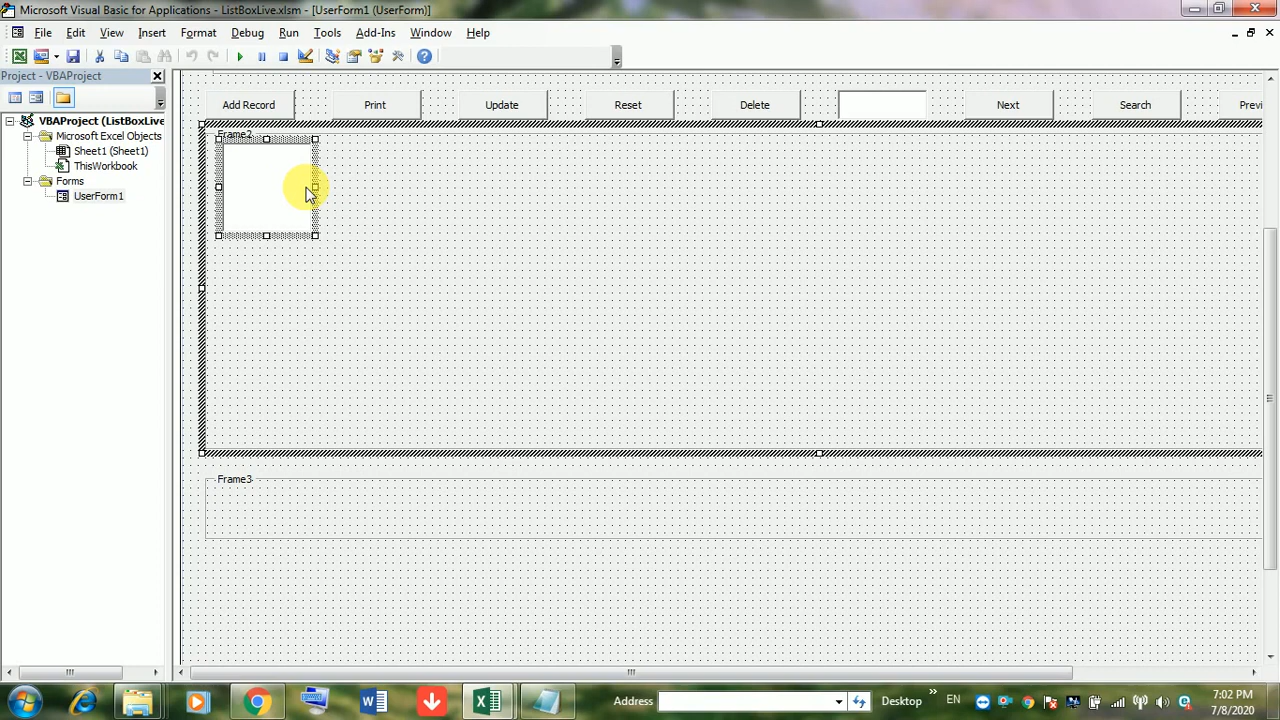 Microsoft Visual Basic for Applications - ListBoxLive.xlsm - [UserForm1 (UserForm)]
File Edit View Insert Format Debug Run Tools Add-Ins Window Help
Project - VBAProject
VBAProject (ListBoxLive
Microsoft Excel Objects
Sheet1 (Sheet1)
ThisWorkbook
Forms
UserForm1
Add Record Print Update Reset Delete Next Search Previ
Frame2
Frame3
Address Desktop » EN 7:02 PM
7/8/2020